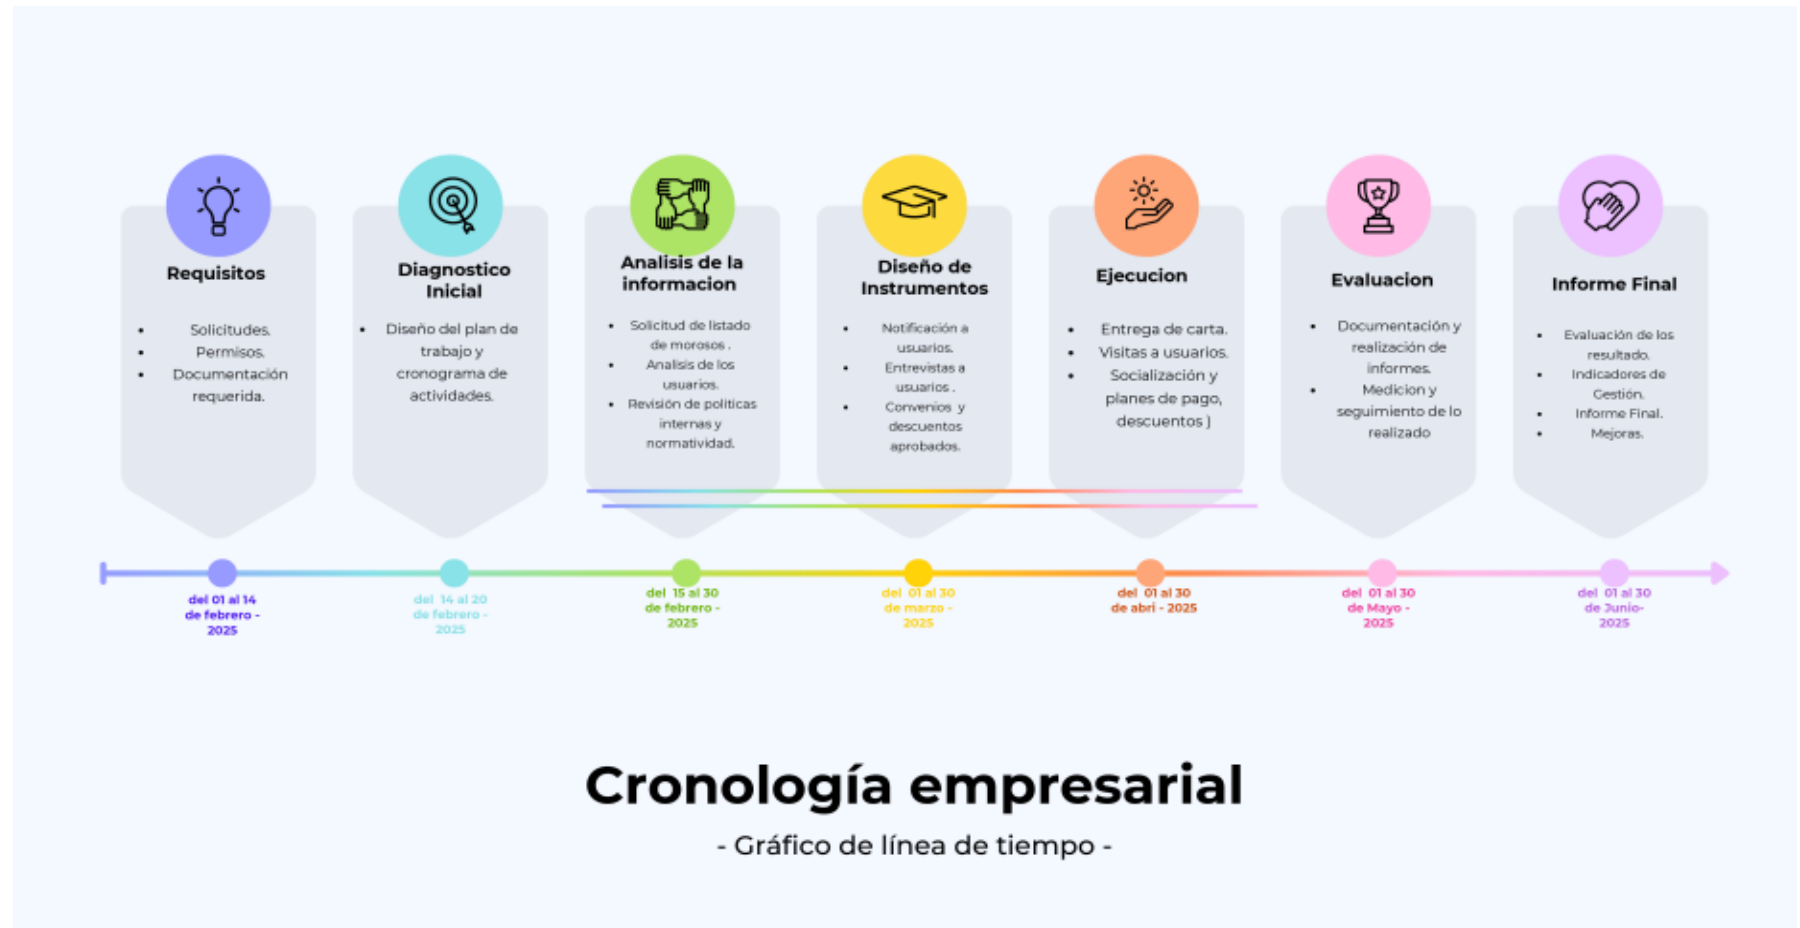 Requisitos
• Solicitudes.
• Permisos.
• Documentación
requerida.
del 01 al 14
de febrero -
2025
Diagnostico
Inicial
• Diseño del plan de
trabajo y
cronograma de
actividades.
del 14 al 20
de febrero -
2025
Analisis de la
informacion
• Solicitud de listado
de morosos .
• Analisis de los
usuarios.
• Revisión de politicas
internas y
normatividad.
del 15 al 30
de febrero -
2025
Diseño de
Instrumentos
• Notificación a
usuarios.
• Entrevistas a
usuarios .
• Convenios y
descuentos
aprobados.
del 01 al 30
de marzo -
2025
Ejecucion
• Entrega de carta.
• Visitas a usuarios.
• Socialización y
planes de pago,
descuentos )
del 01 al 30
de abri - 2025
Evaluacion
• Documentación y
realización de
informes.
• Medicion y
seguimiento de lo
realizado
del 01 al 30
de Mayo -
2025
Informe Final
• Evaluación de los
resultado.
• Indicadores de
Gestión.
• Informe Final.
• Mejoras.
del 01 al 30
de Junio-
2025
Cronología empresarial
- Gráfico de línea de tiempo -